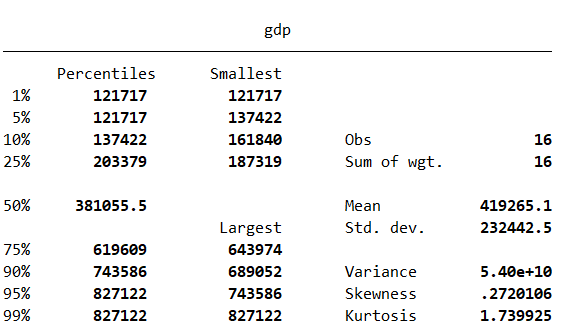 gdp
Percentiles Smallest
1% 121717 121717
5% 121717 137422
10% 137422 161840 Obs 16
25% 203379 187319 Sum of wgt. 16
50% 381055.5 Mean 419265.1
Largest Std. dev. 232442.5
75% 619609 643974
90% 743586 689052 Variance 5.40e+10
95% 827122 743586 Skewness .2720106
99% 827122 827122 Kurtosis 1.739925